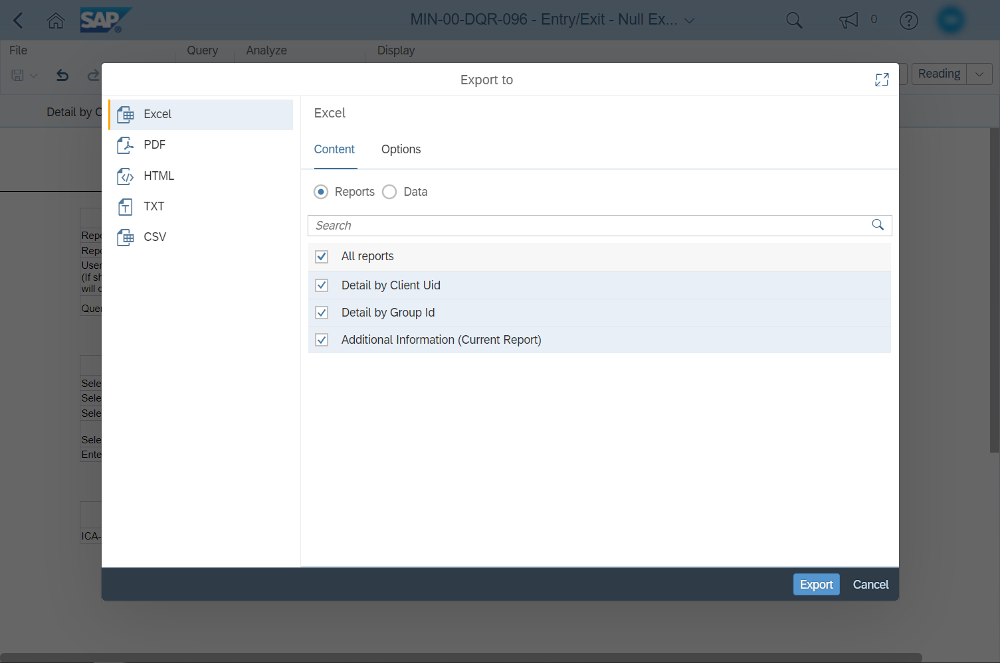 SAP
MIN-00-DQR-096 - Entry/Exit - Null Ex...
0
File
Query
Analyze
Display
Reading
Detail by C
Export to
Excel
PDF
HTML
TXT
CSV
Excel
Content
Options
Reports
Data
Search
All reports
Detail by Client Uid
Detail by Group Id
Additional Information (Current Report)
Repo
Repo
User
(If sh
will c
Quer
Sele
Sele
Sele
Sele
Ente
ICA-
Export
Cancel